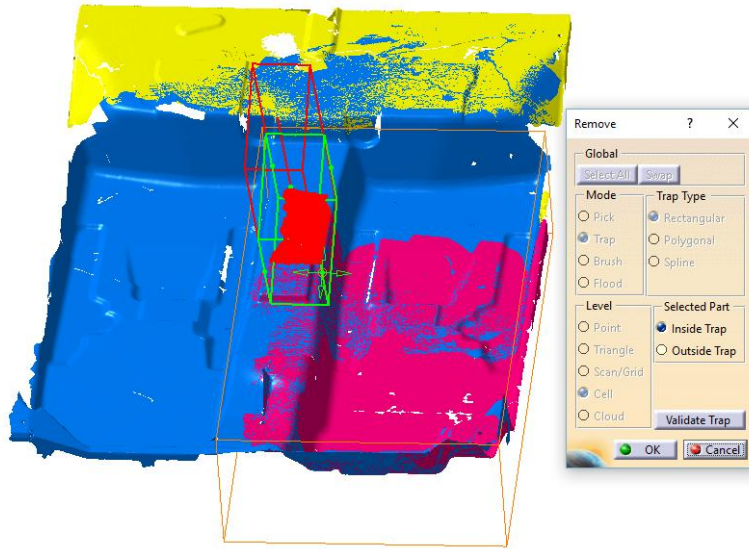 Remove ? X
Global
Select All Swap
Mode
Pick
Trap
Brush
Flood
Trap Type
Rectangular
Polygonal
Spline
Level
Point
Triangle
Scan/Grid
Cell
Cloud
Selected Part
Inside Trap
Outside Trap
Validate Trap
OK Cancel